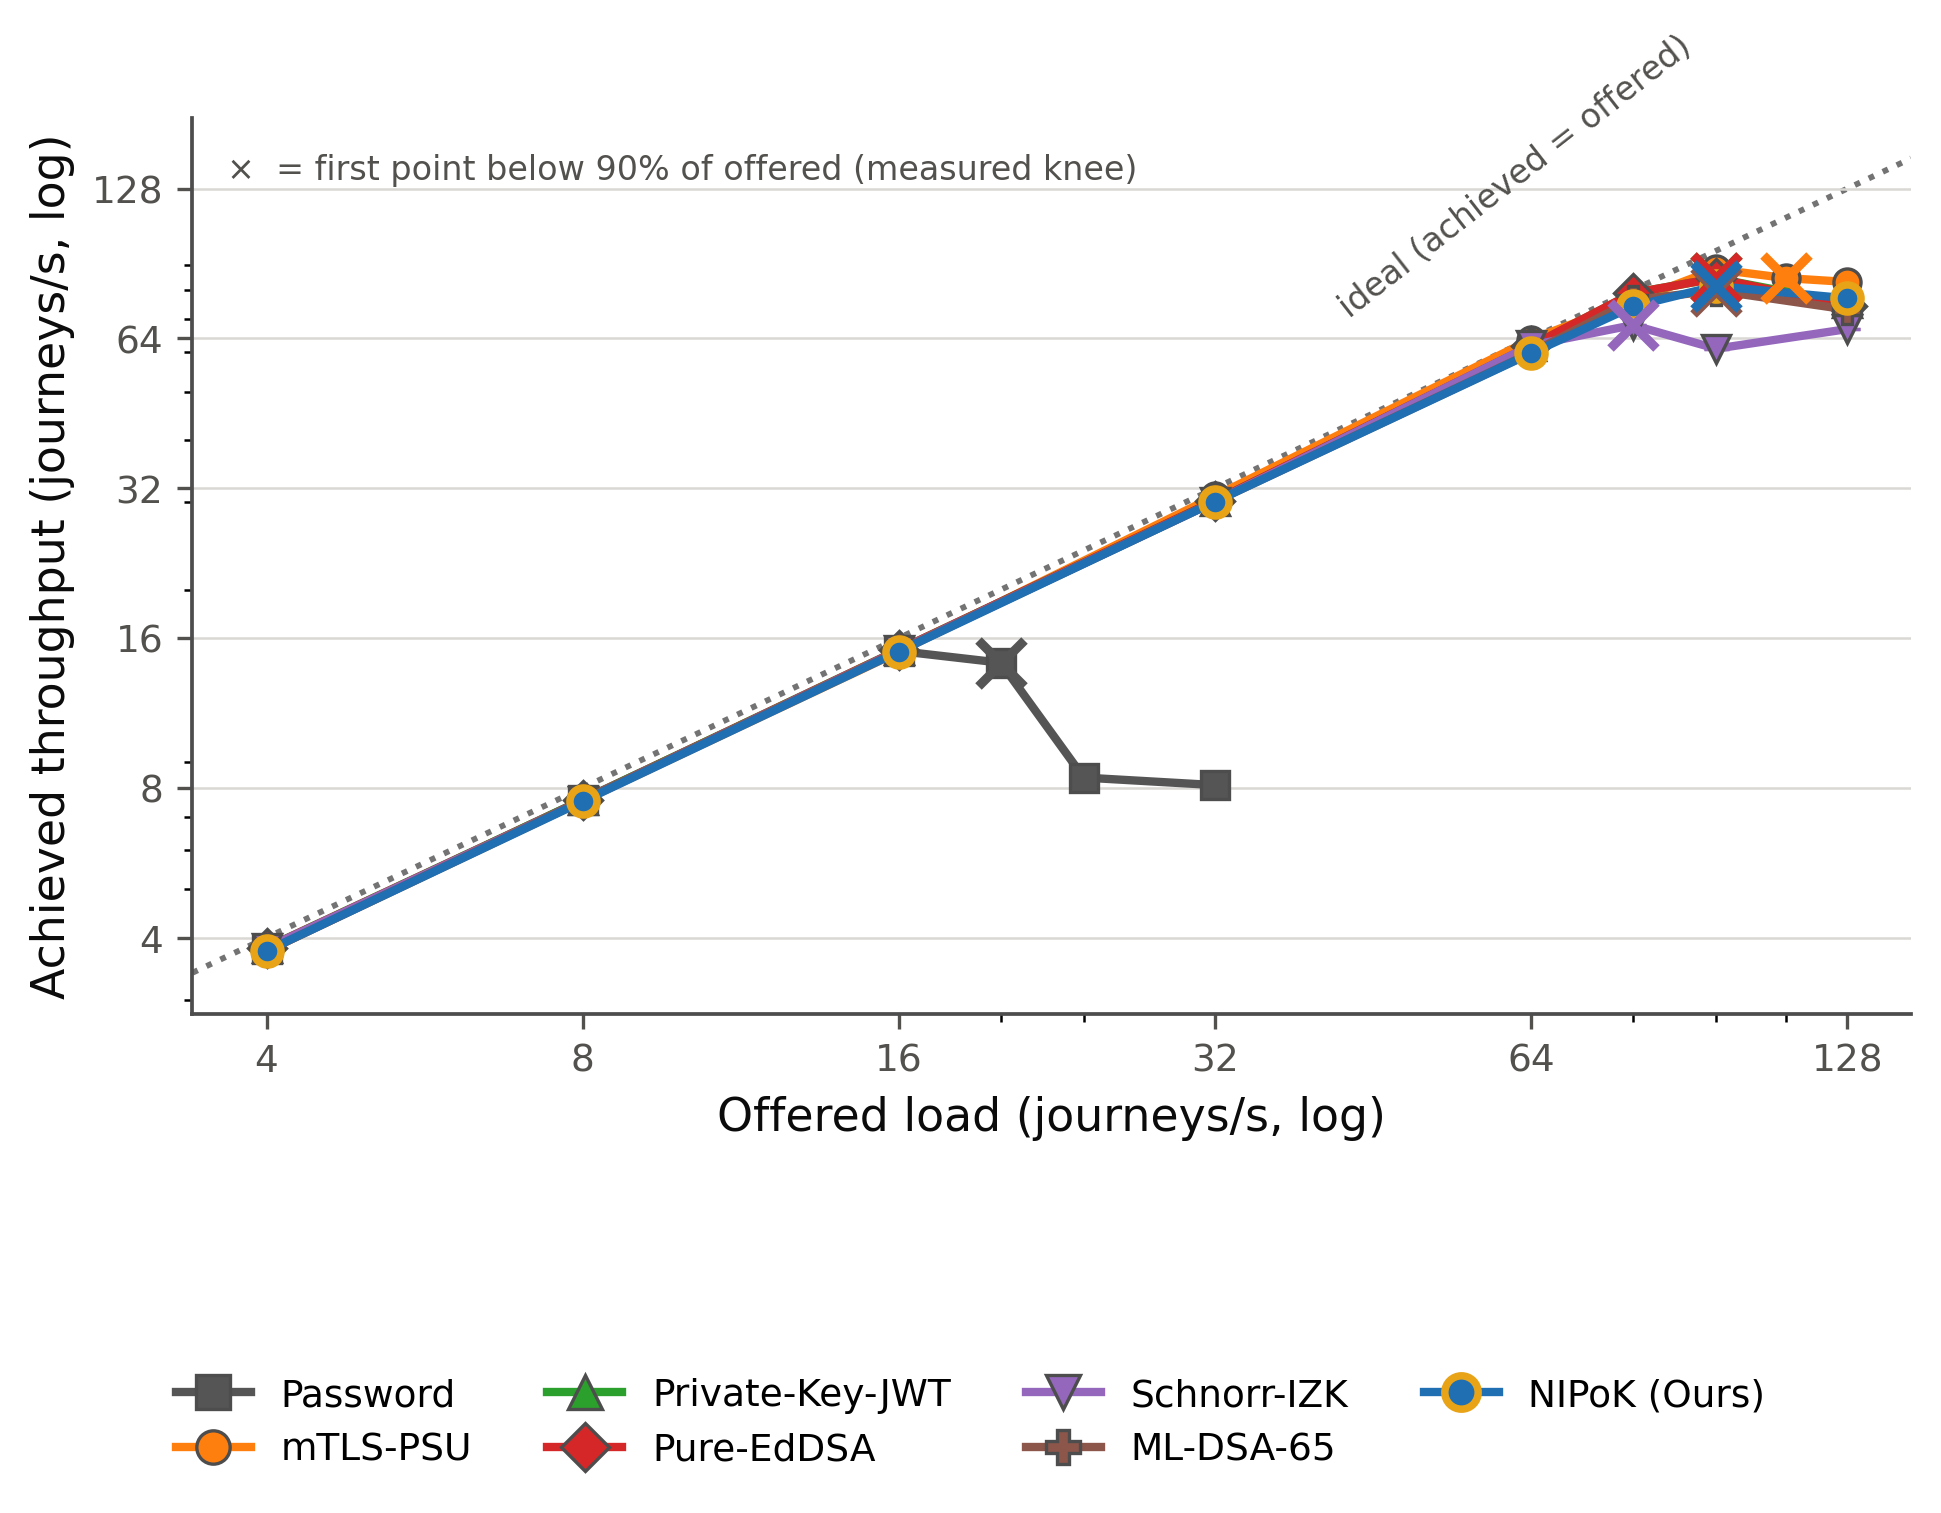 ideal (achieved = offered)
× = first point below 90% of offered (measured knee)
Achieved throughput (journeys/s, log)
128
64
32
16
8
4
4 8 16 32 64 128
Offered load (journeys/s, log)
Password Private-Key-JWT Schnorr-IZK NIPoK (Ours)
mTLS-PSU Pure-EdDSA ML-DSA-65